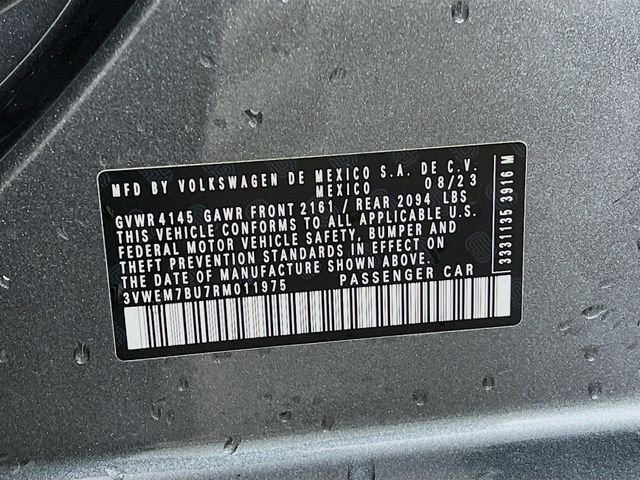 MFD BY VOLKSWAGEN DE MEXICO S.A. DE C.V.
MEXICO 08/23
GVWR 4145 GAWR FRONT 2161 / REAR 2094 LBS
THIS VEHICLE CONFORMS TO ALL APPLICABLE U.S.
FEDERAL MOTOR VEHICLE SAFETY, BUMPER AND
THEFT PREVENTION STANDARDS IN EFFECT ON
THE DATE OF MANUFACTURE SHOWN ABOVE.
3VWEM7BU7RM011975 PASSENGER CAR
3331135 3916 M